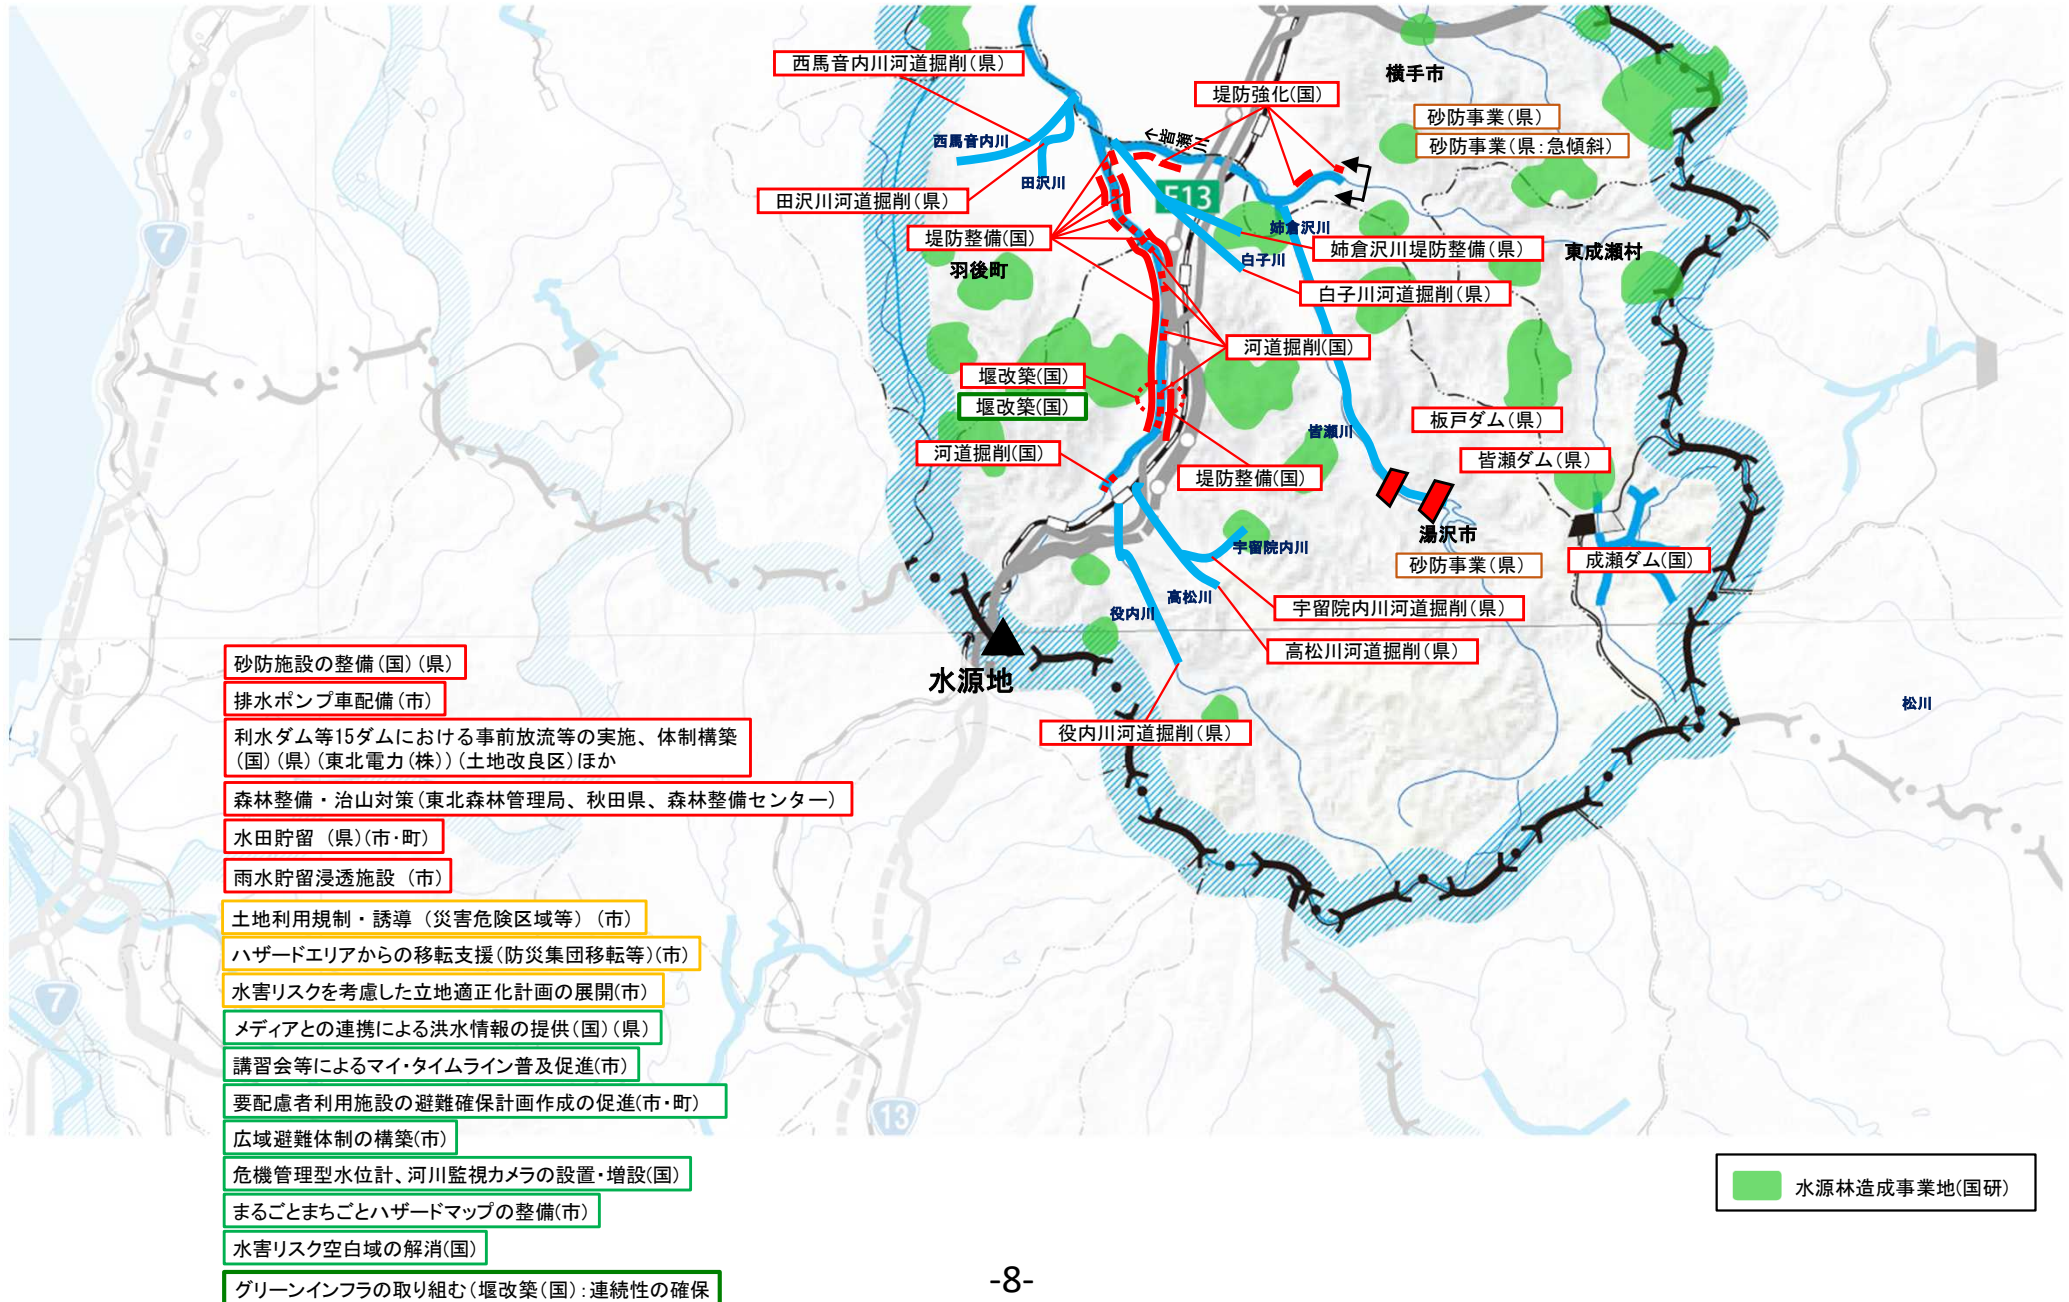 西馬音内川河道掘削(県)
横手市
堤防強化(国)
砂防事業(県)
砂防事業(県:急傾斜)
↑皆瀬川
西馬音内川
田沢川
田沢川河道掘削(県)
E13
堤防整備(国)
羽後町
姉倉沢川
姉倉沢川堤防整備(県)
東成瀬村
白子川
白子川河道掘削(県)
7
河道掘削(国)
堰改築(国)
堰改築(国)
板戸ダム(県)
皆瀬川
河道掘削(国)
皆瀬ダム(県)
堤防整備(国)
湯沢市
宇留院内川
砂防事業(県)
成瀬ダム(国)
高松川
役内川
宇留院内川河道掘削(県)
高松川河道掘削(県)
水源地
松川
役内川河道掘削(県)
砂防施設の整備(国)(県)
排水ポンプ車配備(市)
利水ダム等15ダムにおける事前放流等の実施、体制構築
(国)(県)(東北電力(株))(土地改良区)ほか
森林整備・治山対策(東北森林管理局、秋田県、森林整備センター)
水田貯留 (県)(市・町)
雨水貯留浸透施設 (市)
土地利用規制・誘導 (災害危険区域等) (市)
ハザードエリアからの移転支援(防災集団移転等)(市)
水害リスクを考慮した立地適正化計画の展開(市)
7
メディアとの連携による洪水情報の提供(国)(県)
講習会等によるマイ・タイムライン普及促進(市)
要配慮者利用施設の避難確保計画作成の促進(市・町)
13
広域避難体制の構築(市)
危機管理型水位計、河川監視カメラの設置・増設(国)
まるごとまちごとハザードマップの整備(市)
水害リスク空白域の解消(国)
グリーンインフラの取り組む(堰改築(国):連続性の確保
水源林造成事業地(国研)
-8-